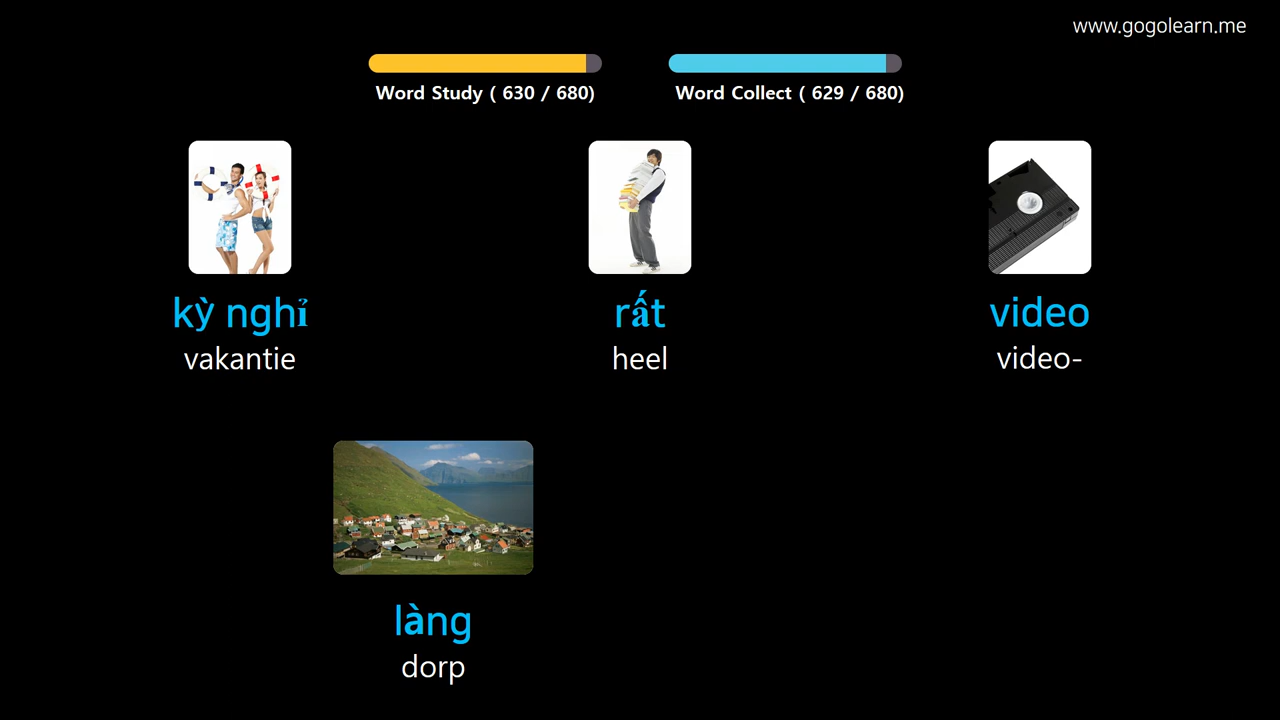 www.gogolearn.me
Word Study ( 630 / 680)
Word Collect ( 629 / 680)
kỳ nghỉ
vakantie
rất
heel
video
video-
làng
dorp